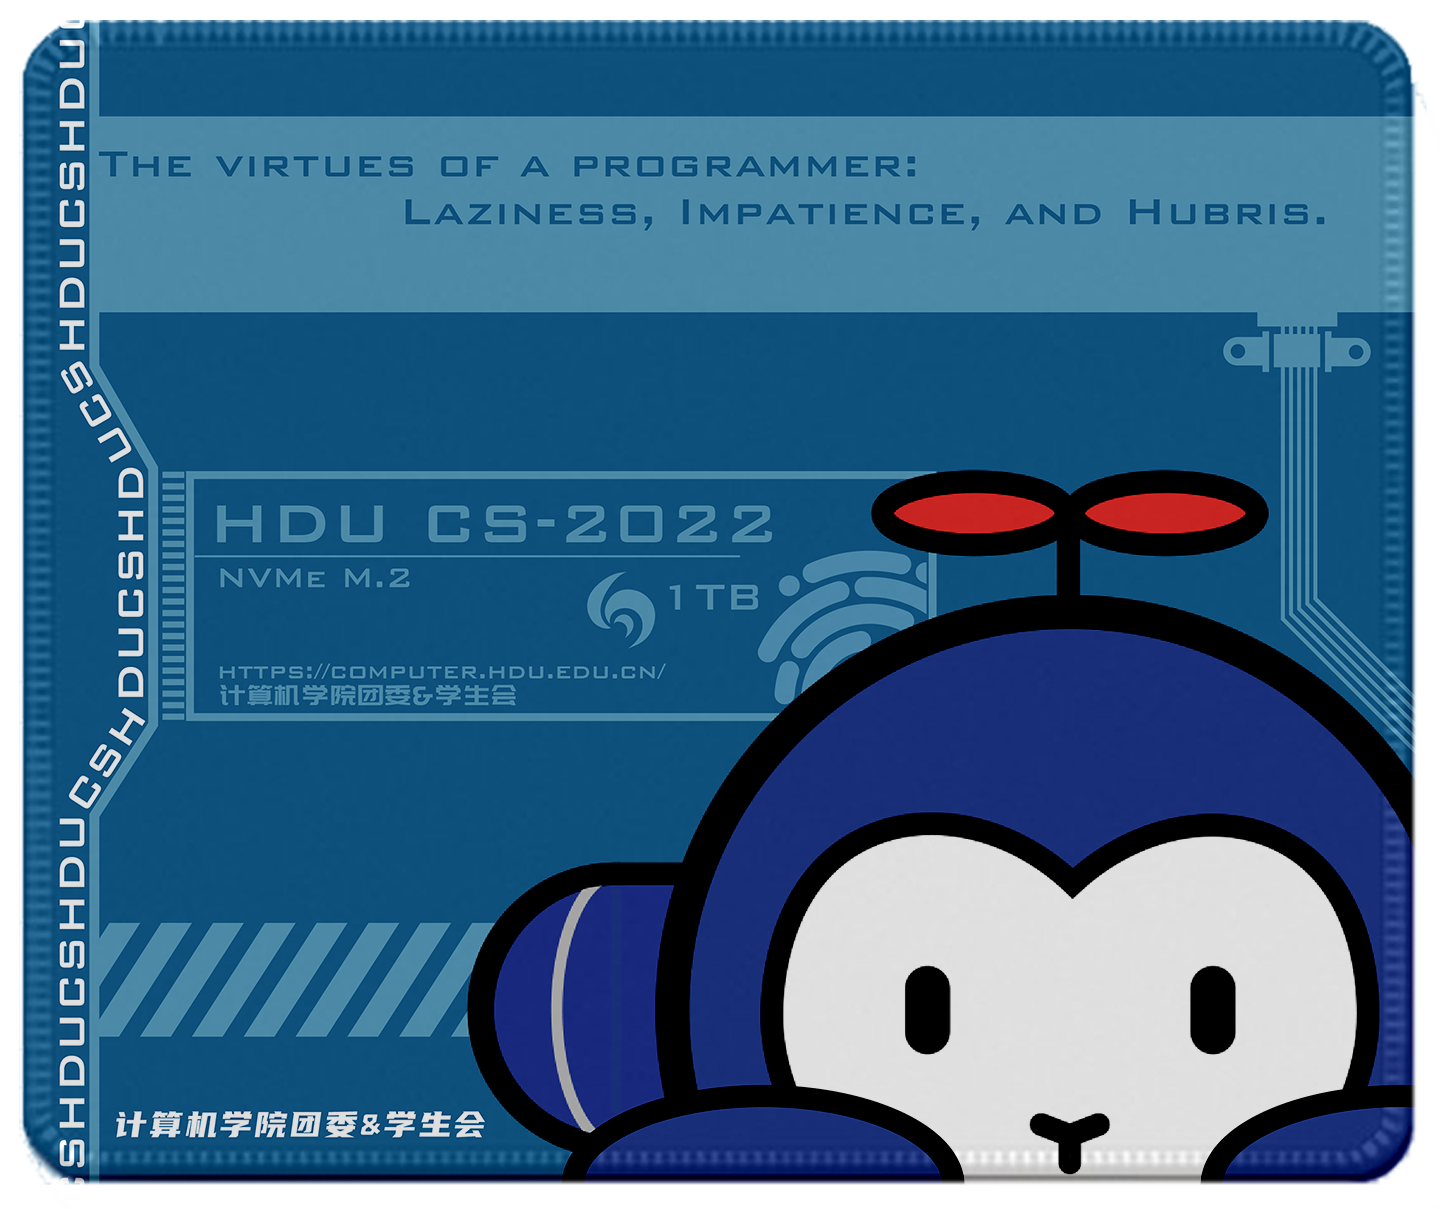 THE VIRTUES OF A PROGRAMMER:
LAZINESS, IMPATIENCE, AND HUBRIS.
HDU CS-2022
NVME M.2
1TB
HTTPS://COMPUTER.HDU.EDU.CN/
计算机学院团委&学生会
计算机学院团委&学生会
SHDUCSHDUCSHDUCSHDUCSHDUCSHDUCSHDU